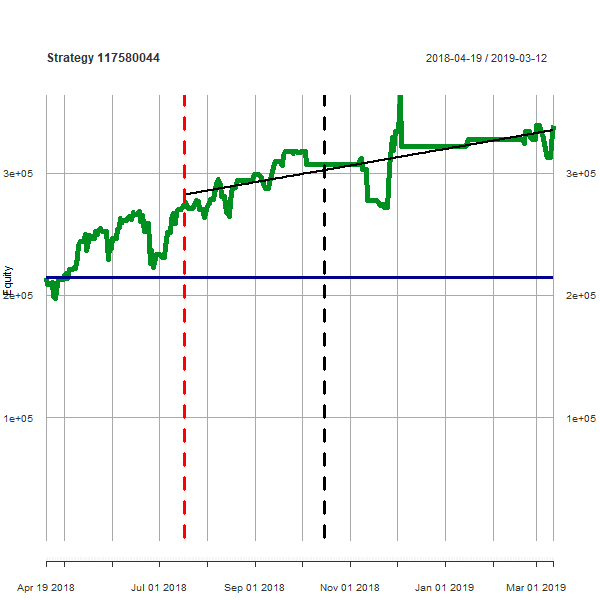 Strategy 117580044
2018-04-19 / 2019-03-12
3e+05
3e+05
Equity
2e+05
2e+05
1e+05
1e+05
Apr 19 2018
Jul 01 2018
Sep 01 2018
Nov 01 2018
Jan 01 2019
Mar 01 2019